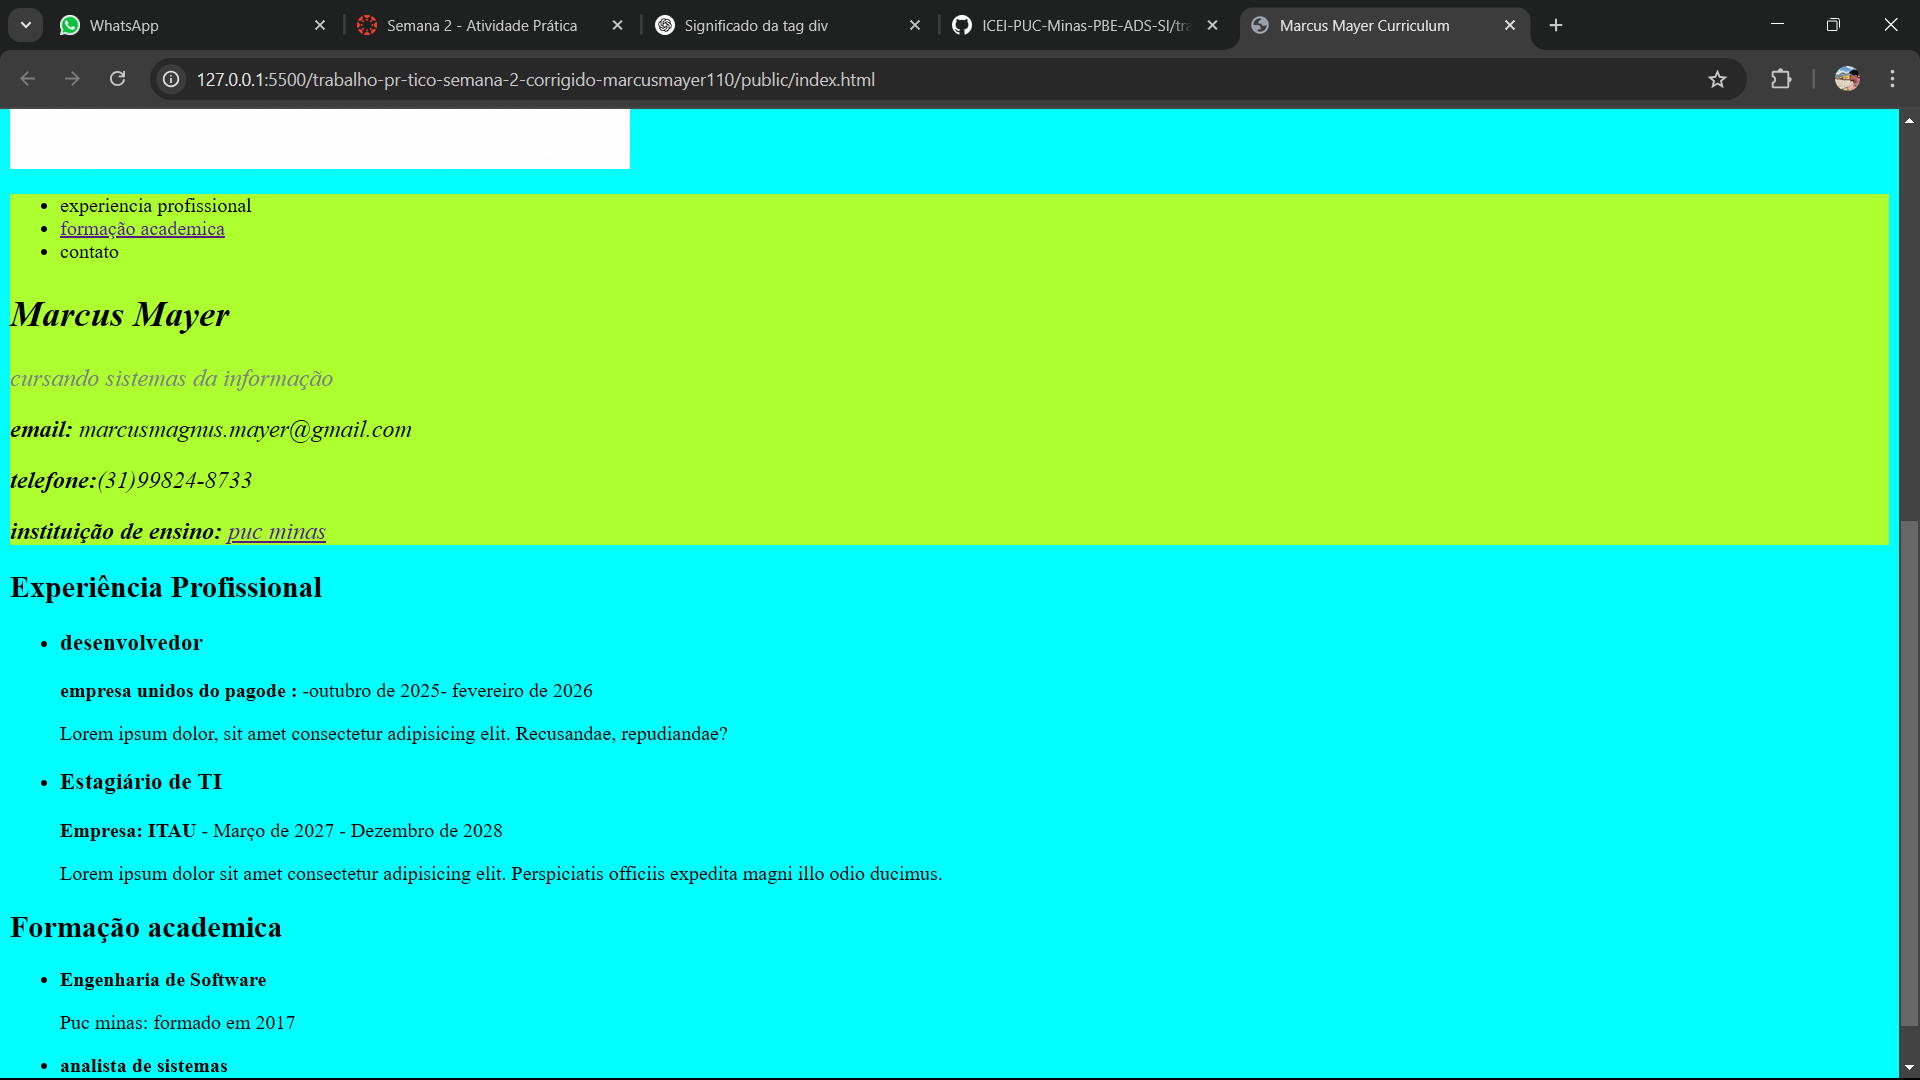 WhatsApp
Semana 2 - Atividade Prática
Significado da tag div
ICEI-PUC-Minas-PBE-ADS-SI/tra
Marcus Mayer Curriculum
127.0.0.1:5500/trabalho-pr-tico-semana-2-corrigido-marcusmayer110/public/index.html
experiencia profissional
formação academica
contato
Marcus Mayer
cursando sistemas da informação
email: marcusmagnus.mayer@gmail.com
telefone:(31)99824-8733
instituição de ensino: puc minas
Experiência Profissional
desenvolvedor
empresa unidos do pagode : -outubro de 2025- fevereiro de 2026
Lorem ipsum dolor, sit amet consectetur adipisicing elit. Recusandae, repudiandae?
Estagiário de TI
Empresa: ITAU - Março de 2027 - Dezembro de 2028
Lorem ipsum dolor sit amet consectetur adipisicing elit. Perspiciatis officiis expedita magni illo odio ducimus.
Formação academica
Engenharia de Software
Puc minas: formado em 2017
analista de sistemas